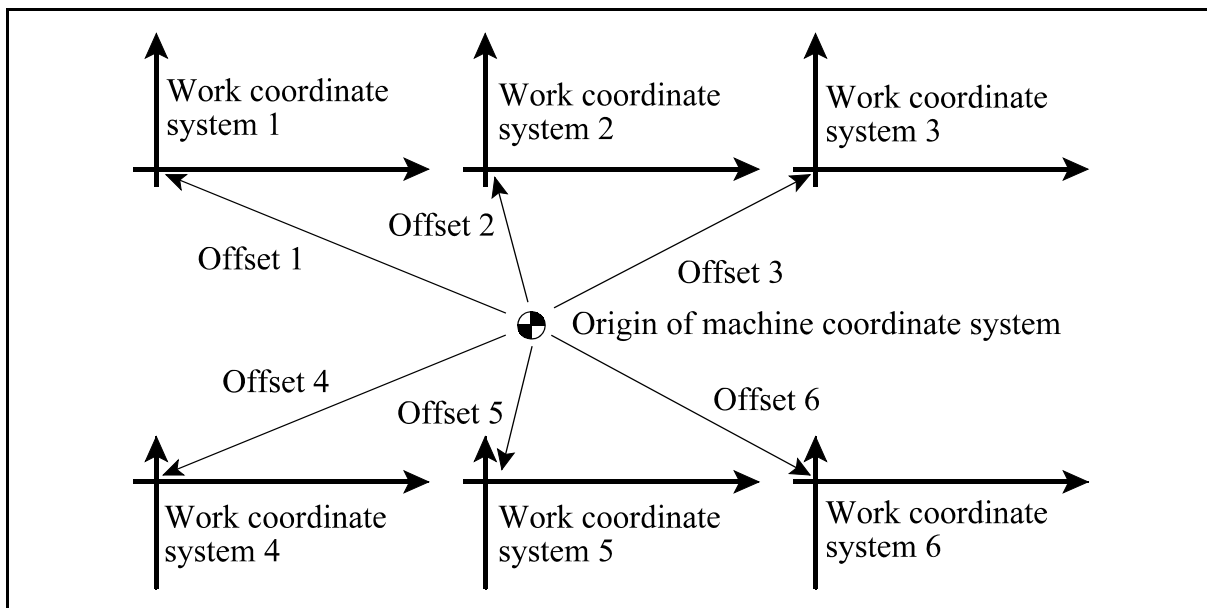 Work coordinate
system 1
Work coordinate
system 2
Work coordinate
system 3
Offset 1
Offset 2
Offset 3
Origin of machine coordinate system
Offset 4
Offset 5
Offset 6
Work coordinate
system 4
Work coordinate
system 5
Work coordinate
system 6